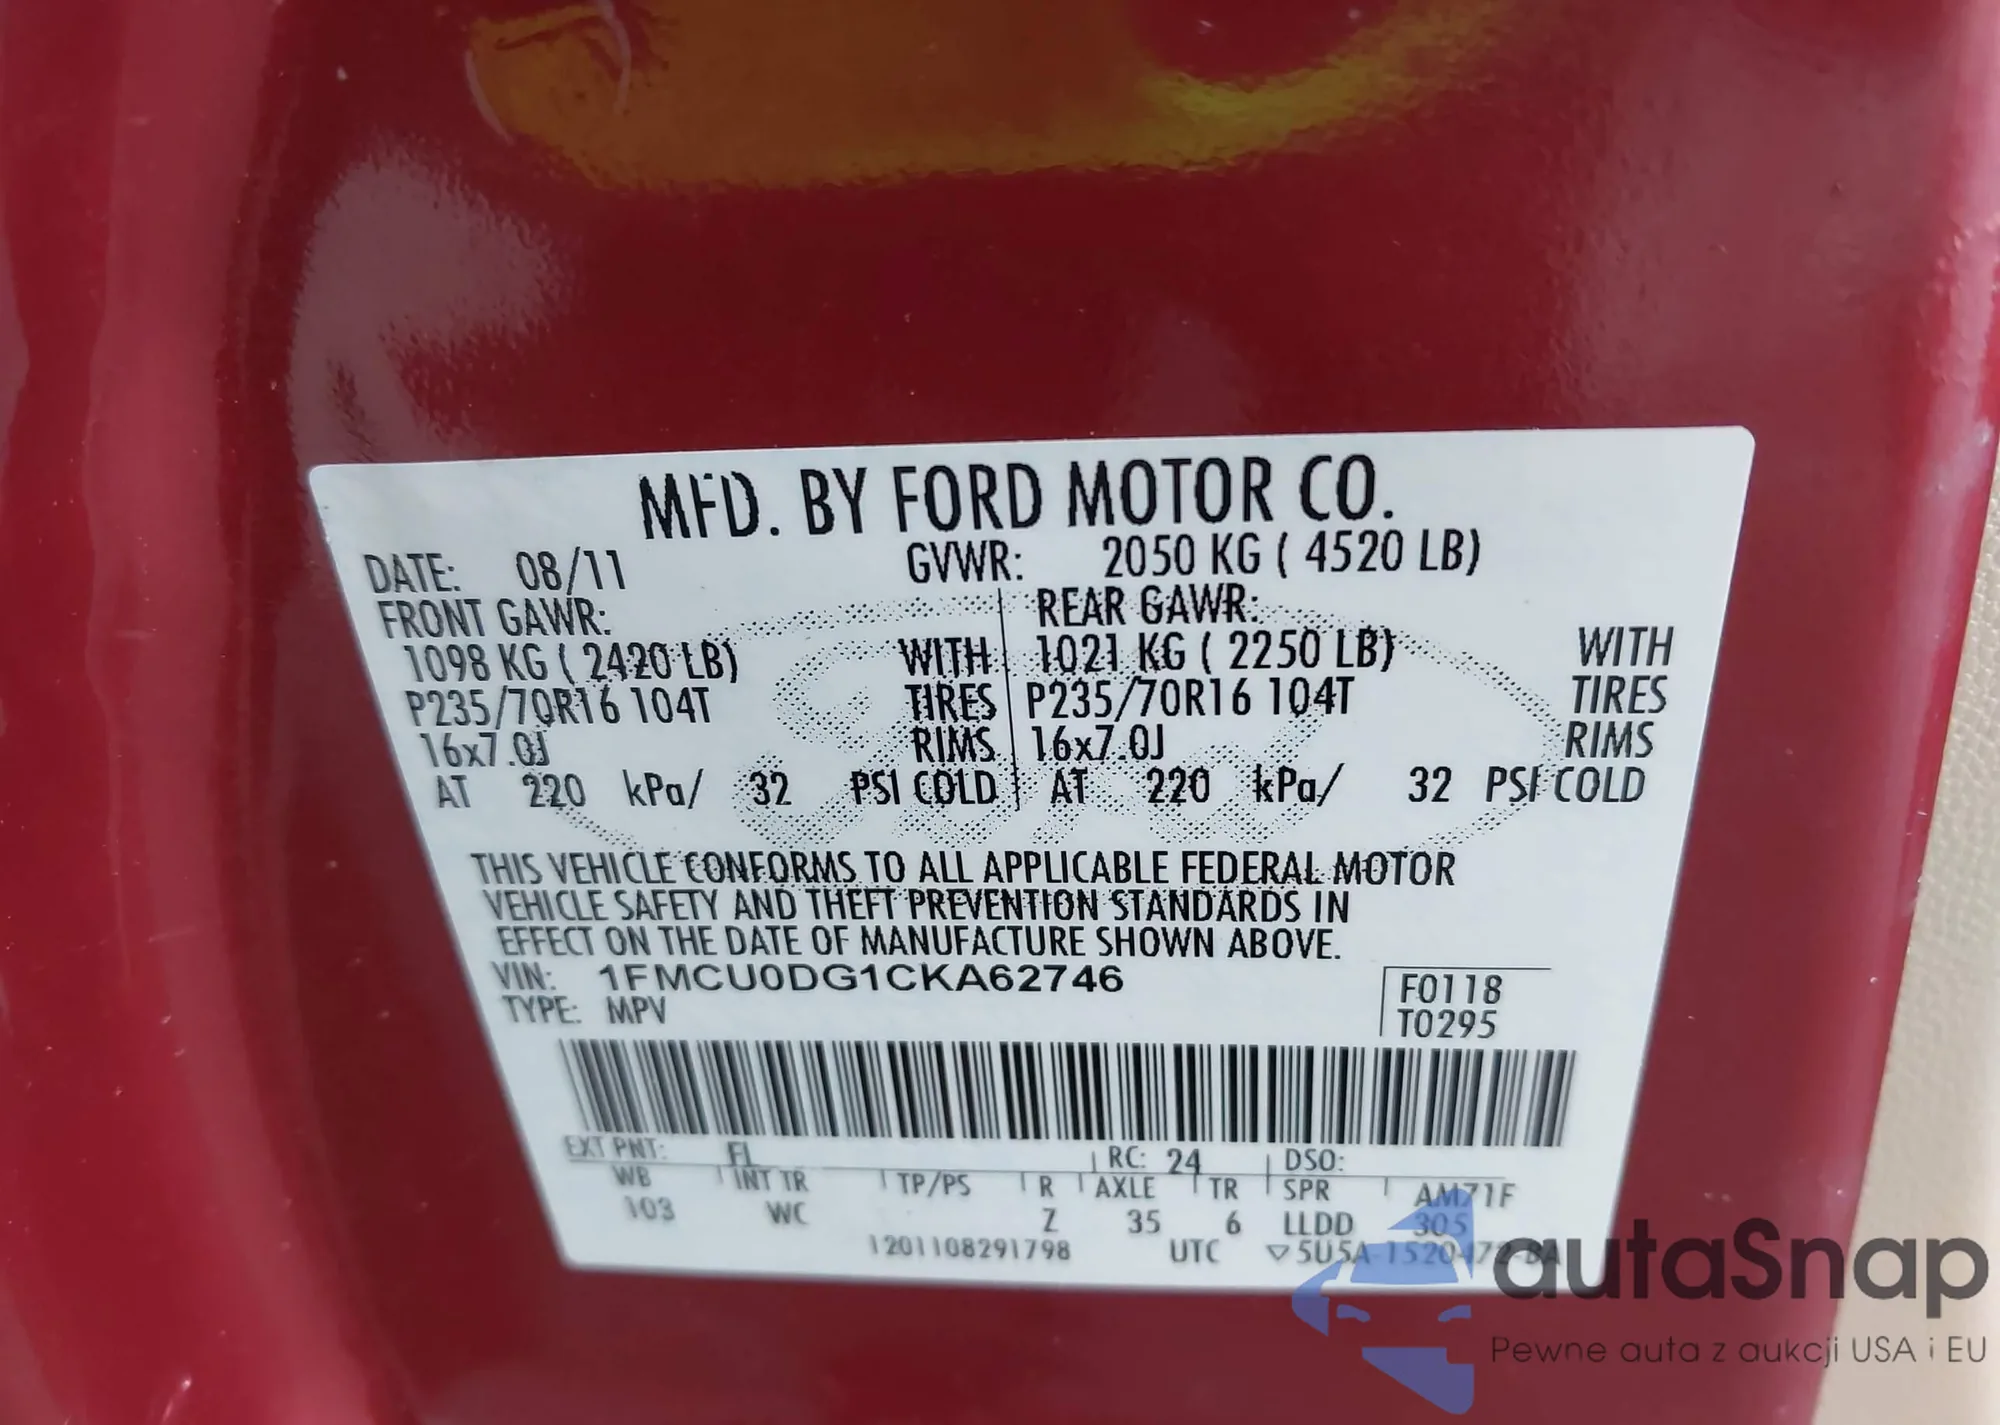 MFD. BY FORD MOTOR CO.
DATE: 08/11 GVWR: 2050 KG ( 4520 LB)
FRONT GAWR: REAR GAWR:
1098 KG ( 2420 LB) WITH 1021 KG ( 2250 LB) WITH
P235/70R16 104T TIRES P235/70R16 104T TIRES
16x7.0J RIMS 16x7.0J RIMS
AT 220 kPa/ 32 PSI COLD AT 220 kPa/ 32 PSI COLD
THIS VEHICLE CONFORMS TO ALL APPLICABLE FEDERAL MOTOR
VEHICLE SAFETY AND THEFT PREVENTION STANDARDS IN
EFFECT ON THE DATE OF MANUFACTURE SHOWN ABOVE.
VIN: 1FMCU0DG1CKA62746
TYPE: MPV
F0118
T0295
EXT PNT: FL RC: 24 DSO:
WB INT TR TP/PS R AXLE TR SPR AM71F
103 WC Z 35 6 LLDD 305
1201108291798 UTC ▽5U5A-1520472-BA
autaSnap
Pewne auta z aukcji USA i EU